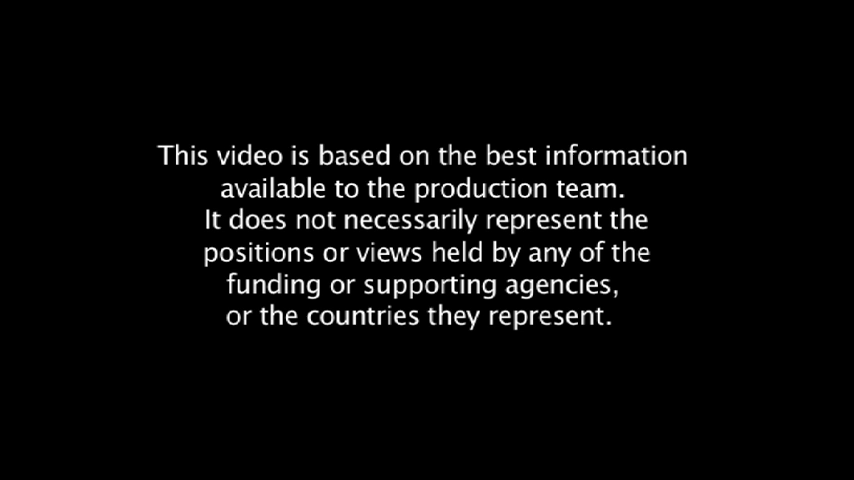 This video is based on the best information
available to the production team.
It does not necessarily represent the
positions or views held by any of the
funding or supporting agencies,
or the countries they represent.